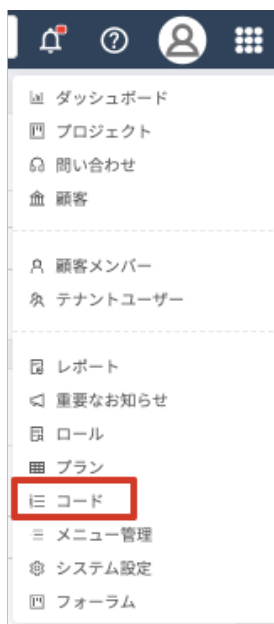 ダッシュボード
プロジェクト
問い合わせ
顧客
顧客メンバー
テナントユーザー
レポート
重要なお知らせ
ロール
プラン
コード
メニュー管理
システム設定
フォーラム